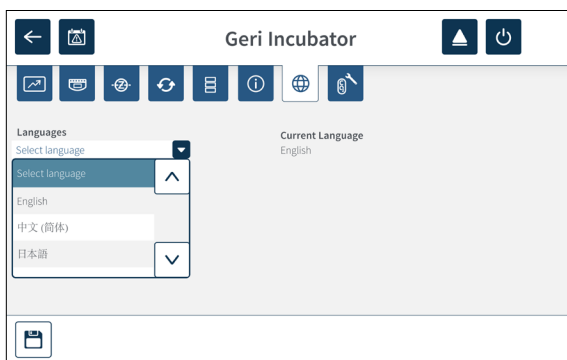 Geri Incubator
Languages
Select language
Select language
English
中文 (简体)
日本語
Current Language
English